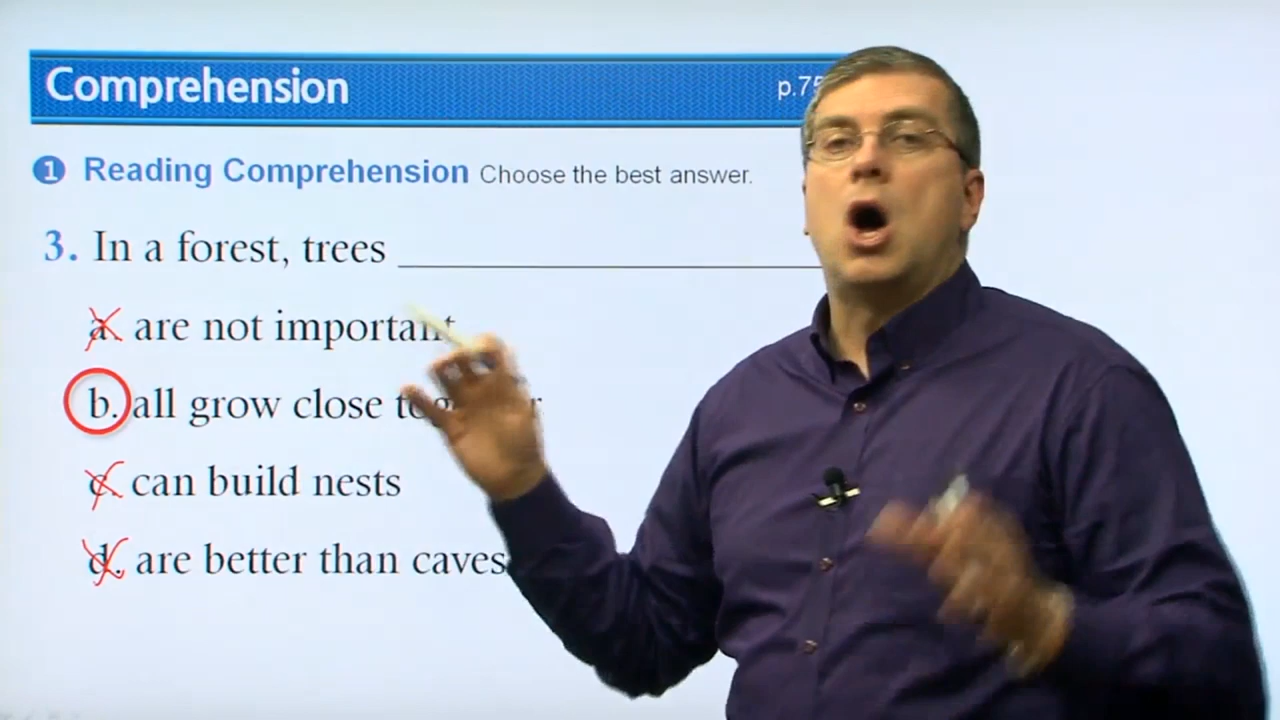 Comprehension p.75
1 Reading Comprehension Choose the best answer.
3. In a forest, trees
a. are not important
b. all grow close
c. can build nests
d. are better than caves